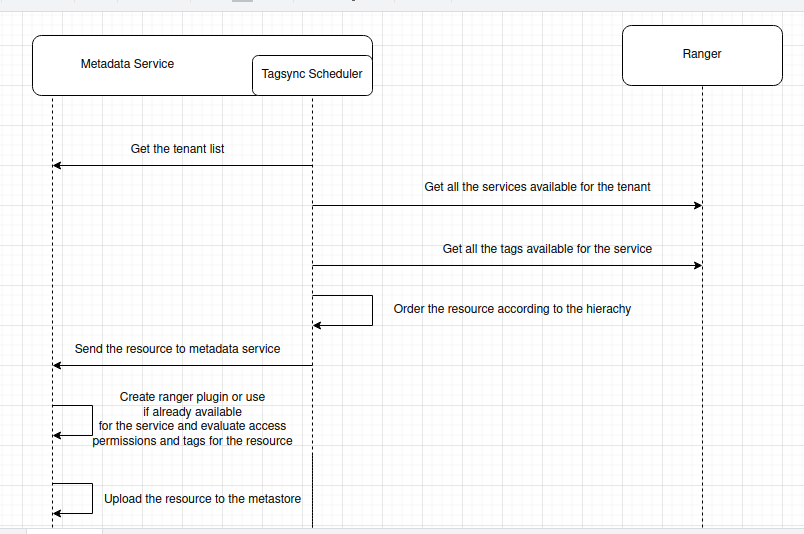 Metadata Service
Tagsync Scheduler
Ranger
Get the tenant list
Get all the services available for the tenant
Get all the tags available for the service
Order the resource according to the hierachy
Send the resource to metadata service
Create ranger plugin or use
if already available
for the service and evaluate access
permissions and tags for the resource
Upload the resource to the metastore